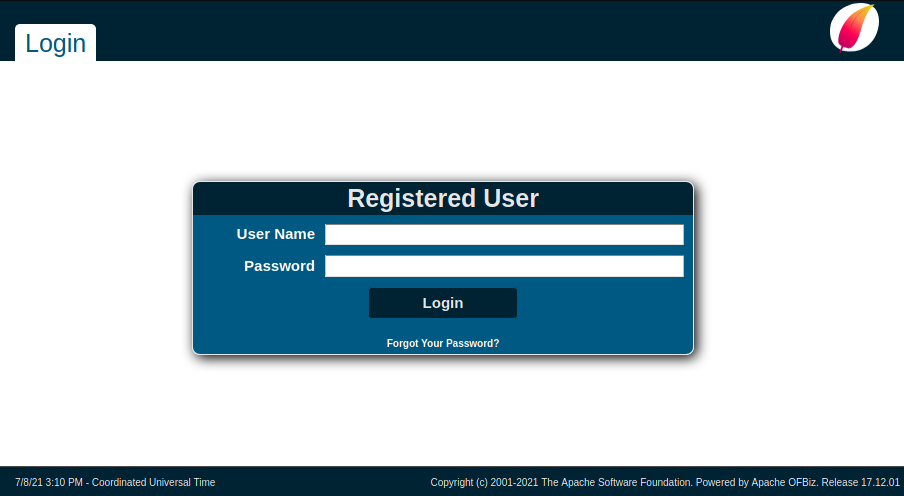 Login
Registered User
User Name
Password
Login
Forgot Your Password?
7/8/21 3:10 PM - Coordinated Universal Time
Copyright (c) 2001-2021 The Apache Software Foundation. Powered by Apache OFBiz. Release 17.12.01